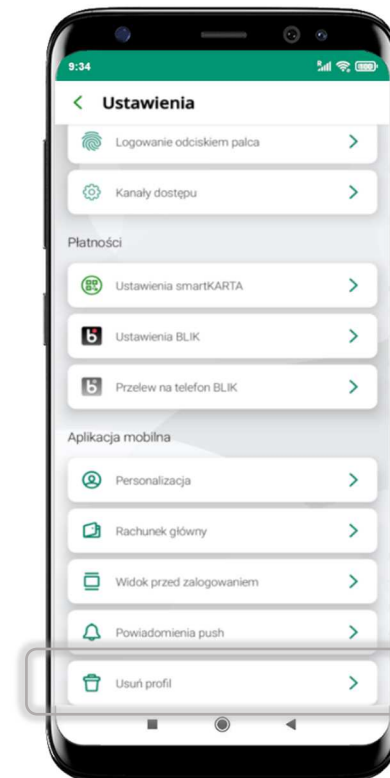 9:34
Ustawienia
Logowanie odciskiem palca
Kanały dostępu
Płatności
Ustawienia smartKARTA
Ustawienia BLIK
Przelew na telefon BLIK
Aplikacja mobilna
Personalizacja
Rachunek główny
Widok przed zalogowaniem
Powiadomienia push
Usuń profil